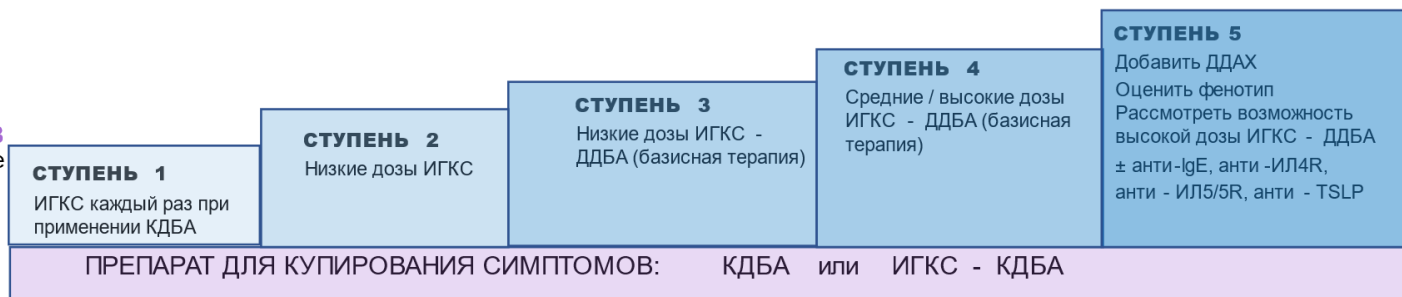 СТУПЕНЬ 1
ИГКС каждый раз при
применении КДБА
СТУПЕНЬ 2
Низкие дозы ИГКС
СТУПЕНЬ 3
Низкие дозы ИГКС -
ДДБА (базисная терапия)
СТУПЕНЬ 4
Средние / высокие дозы
ИГКС - ДДБА (базисная
терапия)
СТУПЕНЬ 5
Добавить ДДАХ
Оценить фенотип
Рассмотреть возможность
высокой дозы ИГКС - ДДБА
± анти-IgE, анти -ИЛ4R,
анти - ИЛ5/5R, анти - TSLP
ПРЕПАРАТ ДЛЯ КУПИРОВАНИЯ СИМПТОМОВ: КДБА или ИГКС - КДБА